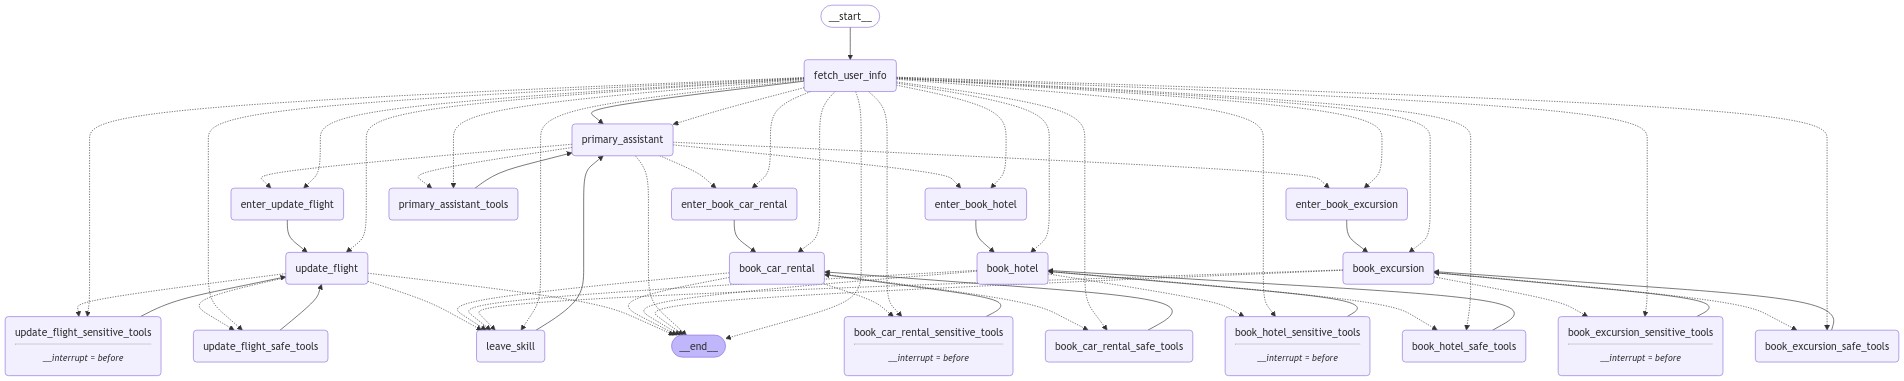 __start__
fetch_user_info
primary_assistant
enter_update_flight
primary_assistant_tools
enter_book_car_rental
enter_book_hotel
enter_book_excursion
update_flight
book_car_rental
book_hotel
book_excursion
update_flight_sensitive_tools
__interrupt = before
update_flight_safe_tools
leave_skill
__end__
book_car_rental_sensitive_tools
__interrupt = before
book_car_rental_safe_tools
book_hotel_sensitive_tools
__interrupt = before
book_hotel_safe_tools
book_excursion_sensitive_tools
__interrupt = before
book_excursion_safe_tools